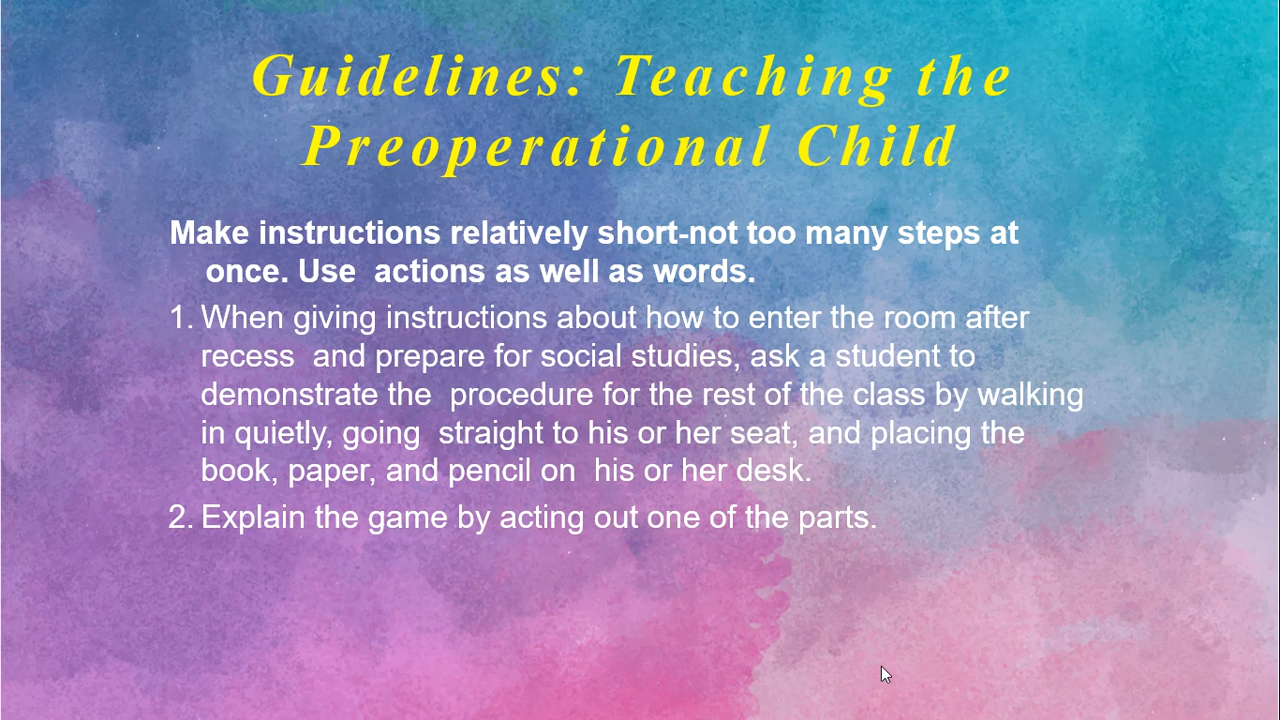 Guidelines: Teaching the
Preoperational Child
Make instructions relatively short-not too many steps at
once. Use  actions as well as words.
1. When giving instructions about how to enter the room after
recess  and prepare for social studies, ask a student to
demonstrate the  procedure for the rest of the class by walking
in quietly, going  straight to his or her seat, and placing the
book, paper, and pencil on  his or her desk.
2. Explain the game by acting out one of the parts.